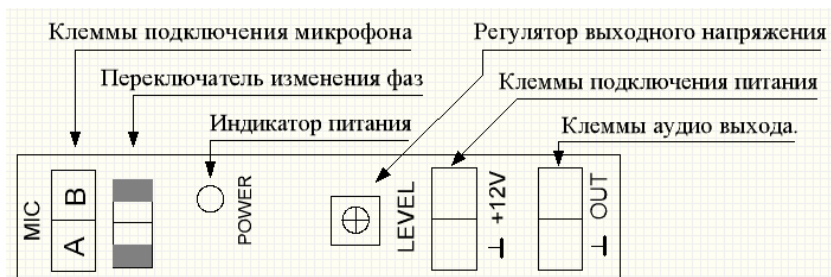 Клеммы подключения микрофона
Регулятор выходного напряжения
Переключатель изменения фаз
Клеммы подключения питания
Индикатор питания
Клеммы аудио выхода.
MIC
A B
POWER
LEVEL
⊥ +12V
⊥ OUT